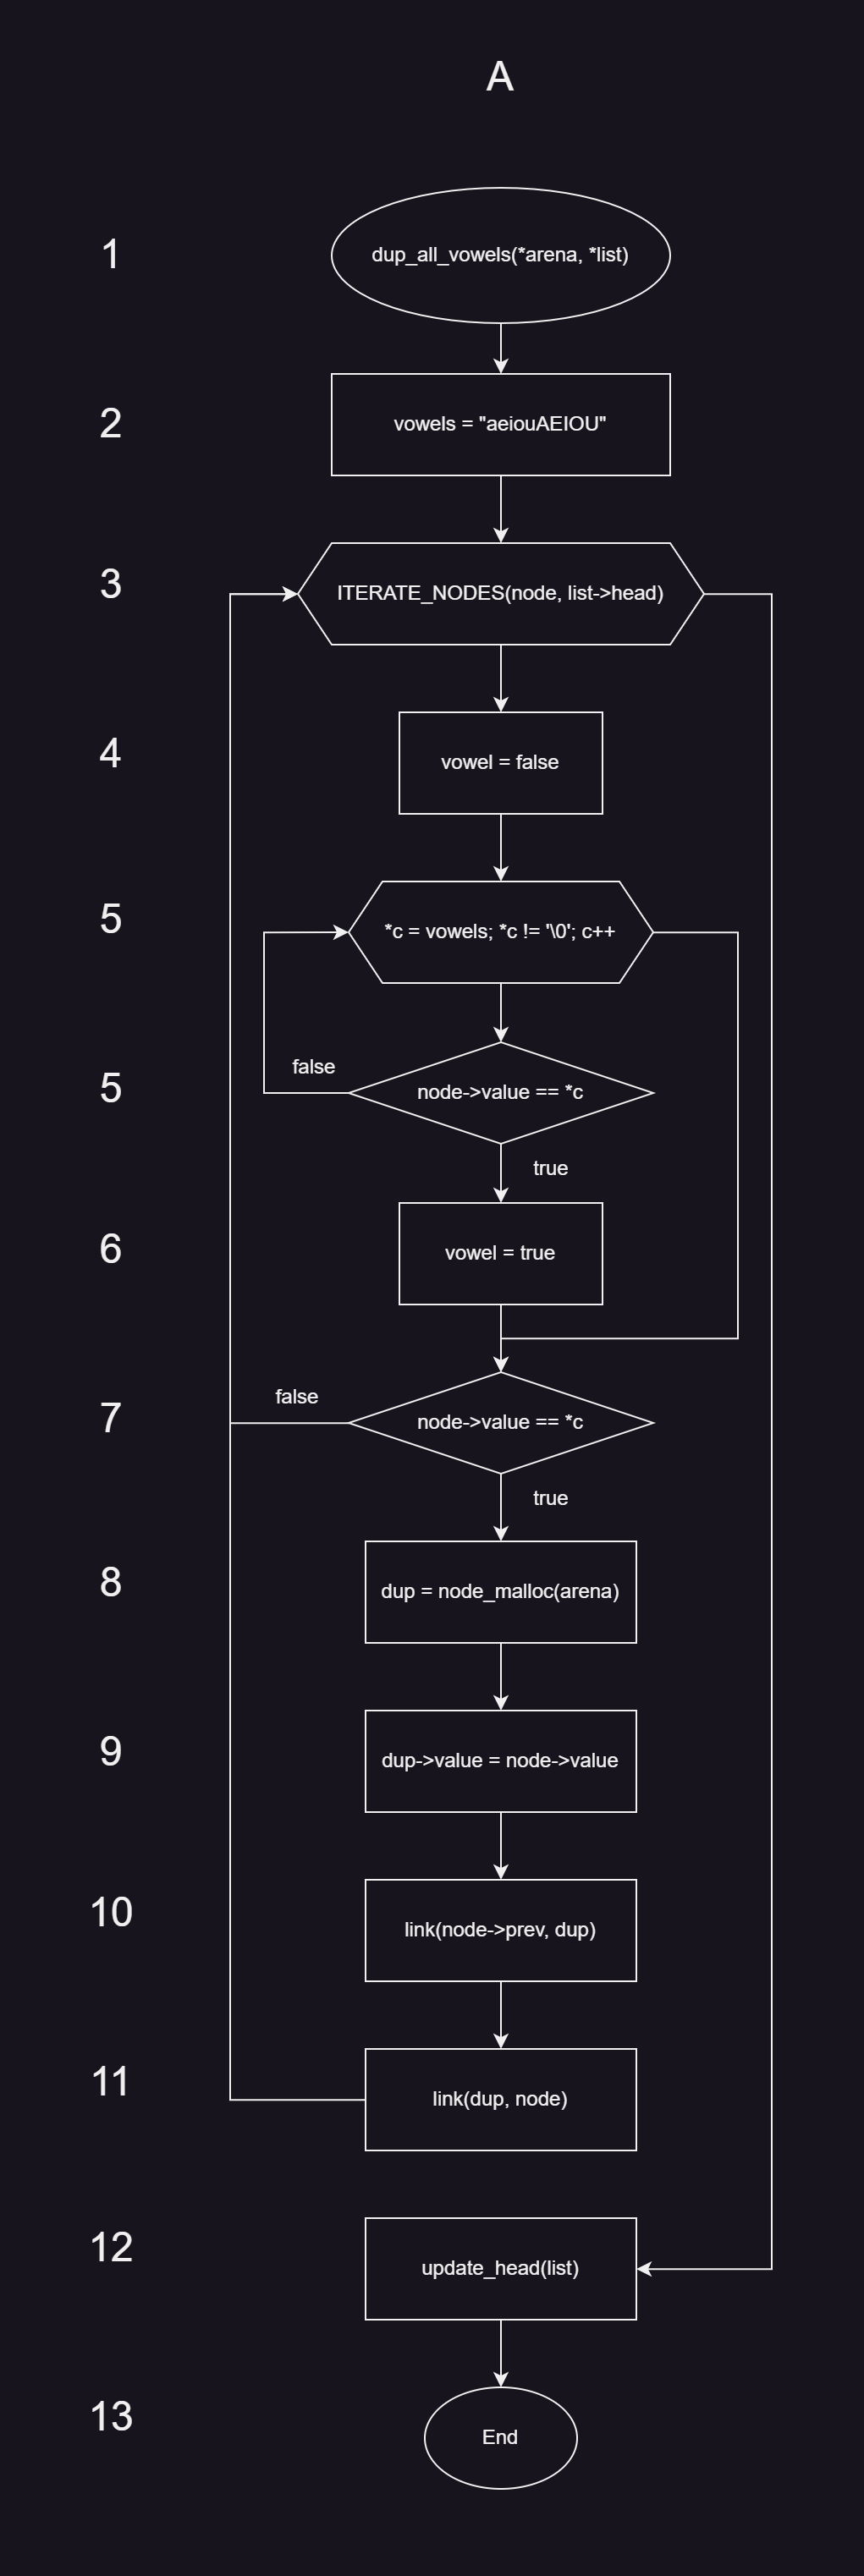 A
1
dup_all_vowels(*arena, *list)
2
vowels = "aeiouAEIOU"
3
ITERATE_NODES(node, list->head)
4
vowel = false
5
*c = vowels; *c != '\0'; c++
false
5
node->value == *c
true
6
vowel = true
false
7
node->value == *c
true
8
dup = node_malloc(arena)
9
dup->value = node->value
10
link(node->prev, dup)
11
link(dup, node)
12
update_head(list)
13
End